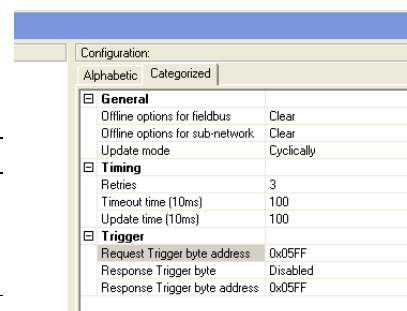 Configuration:
Alphabetic Categorized
General
Offline options for fieldbus Clear
Offline options for sub-network Clear
Update mode Cyclically
Timing
Retries 3
Timeout time (10ms) 100
Update time (10ms) 100
Trigger
Request Trigger byte address 0x05FF
Response Trigger byte Disabled
Response Trigger byte address 0x05FF